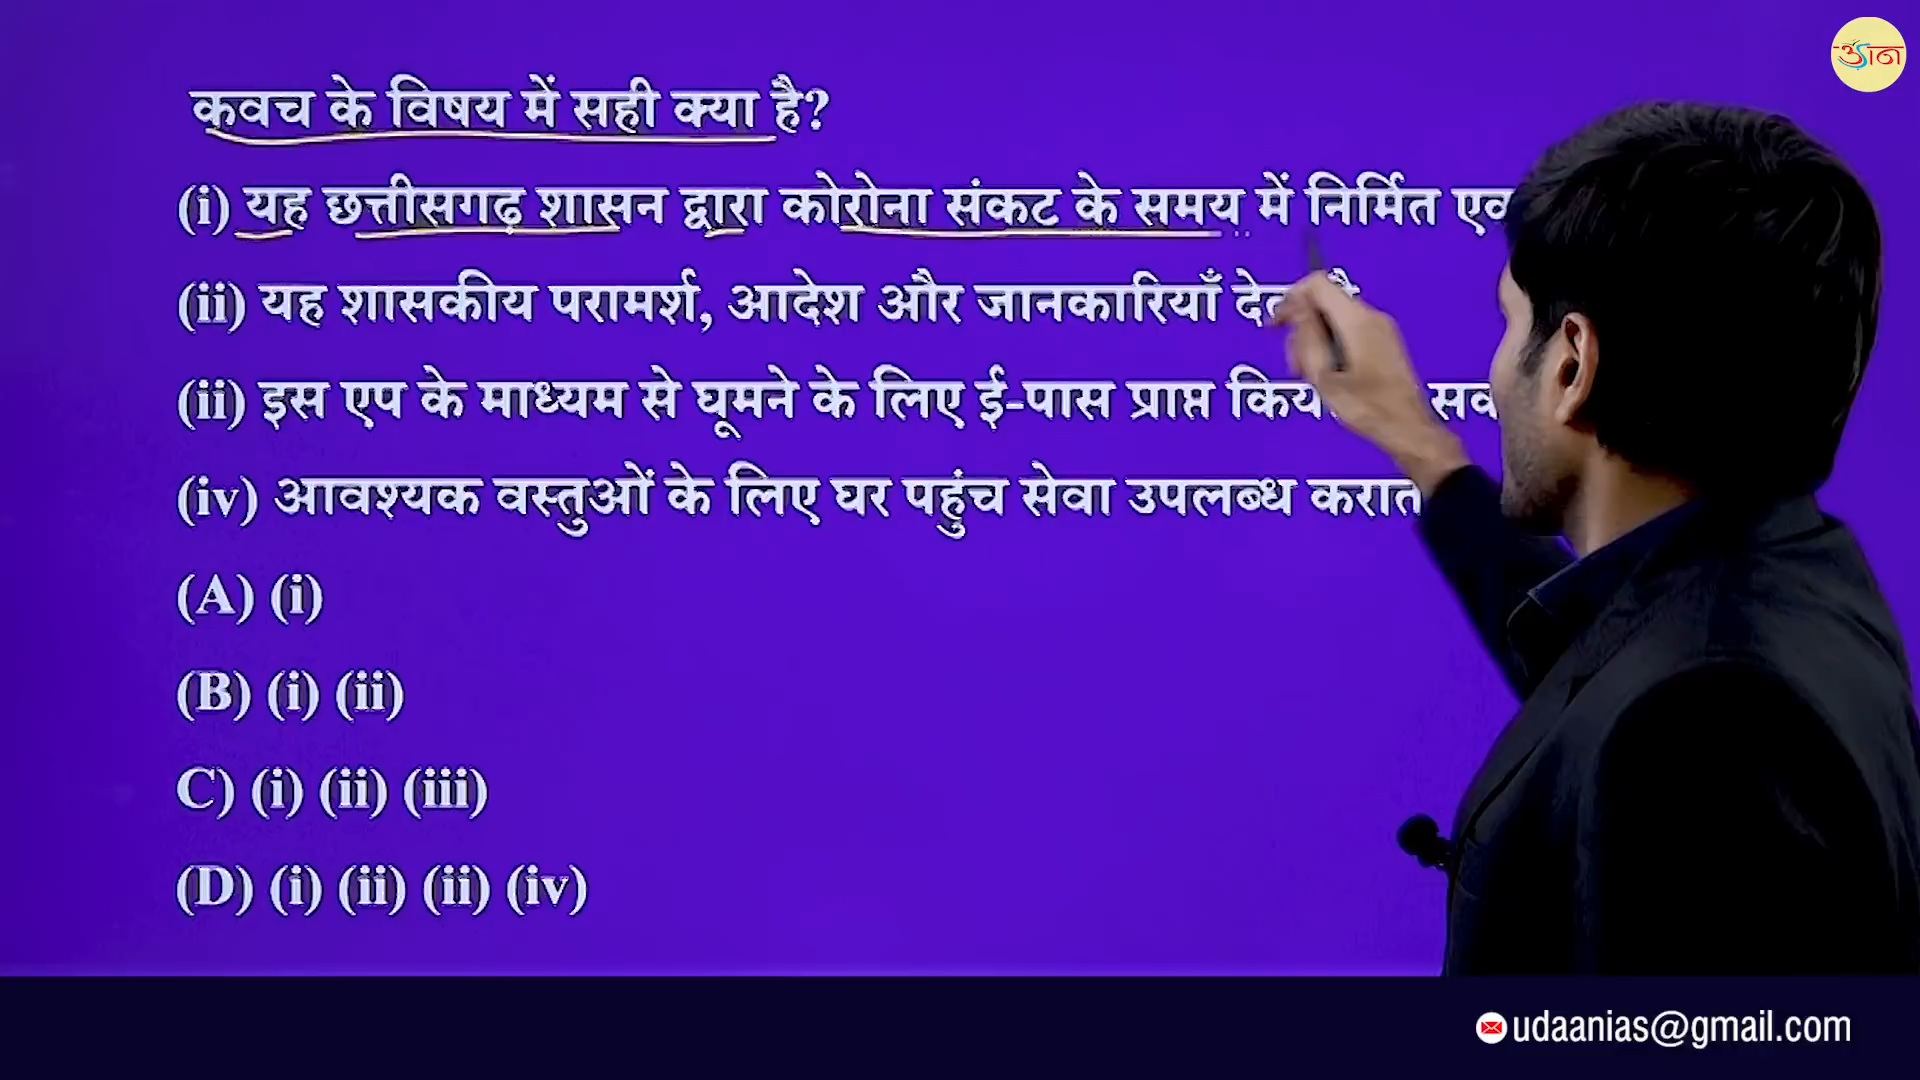 उड़ान
कवच के विषय में सही क्या है?
(i) यह छत्तीसगढ़ शासन द्वारा कोरोना संकट के समय में निर्मित
(ii) यह शासकीय परामर्श, आदेश और जानकारियाँ
(ii) इस एप के माध्यम से घूमने के लिए ई-पास प्राप्त
(iv) आवश्यक वस्तुओं के लिए घर पहुंच सेवा उपलब्ध
(A) (i)
(B) (i) (ii)
C) (i) (ii) (iii)
(D) (i) (ii) (ii) (iv)
udaanias@gmail.com